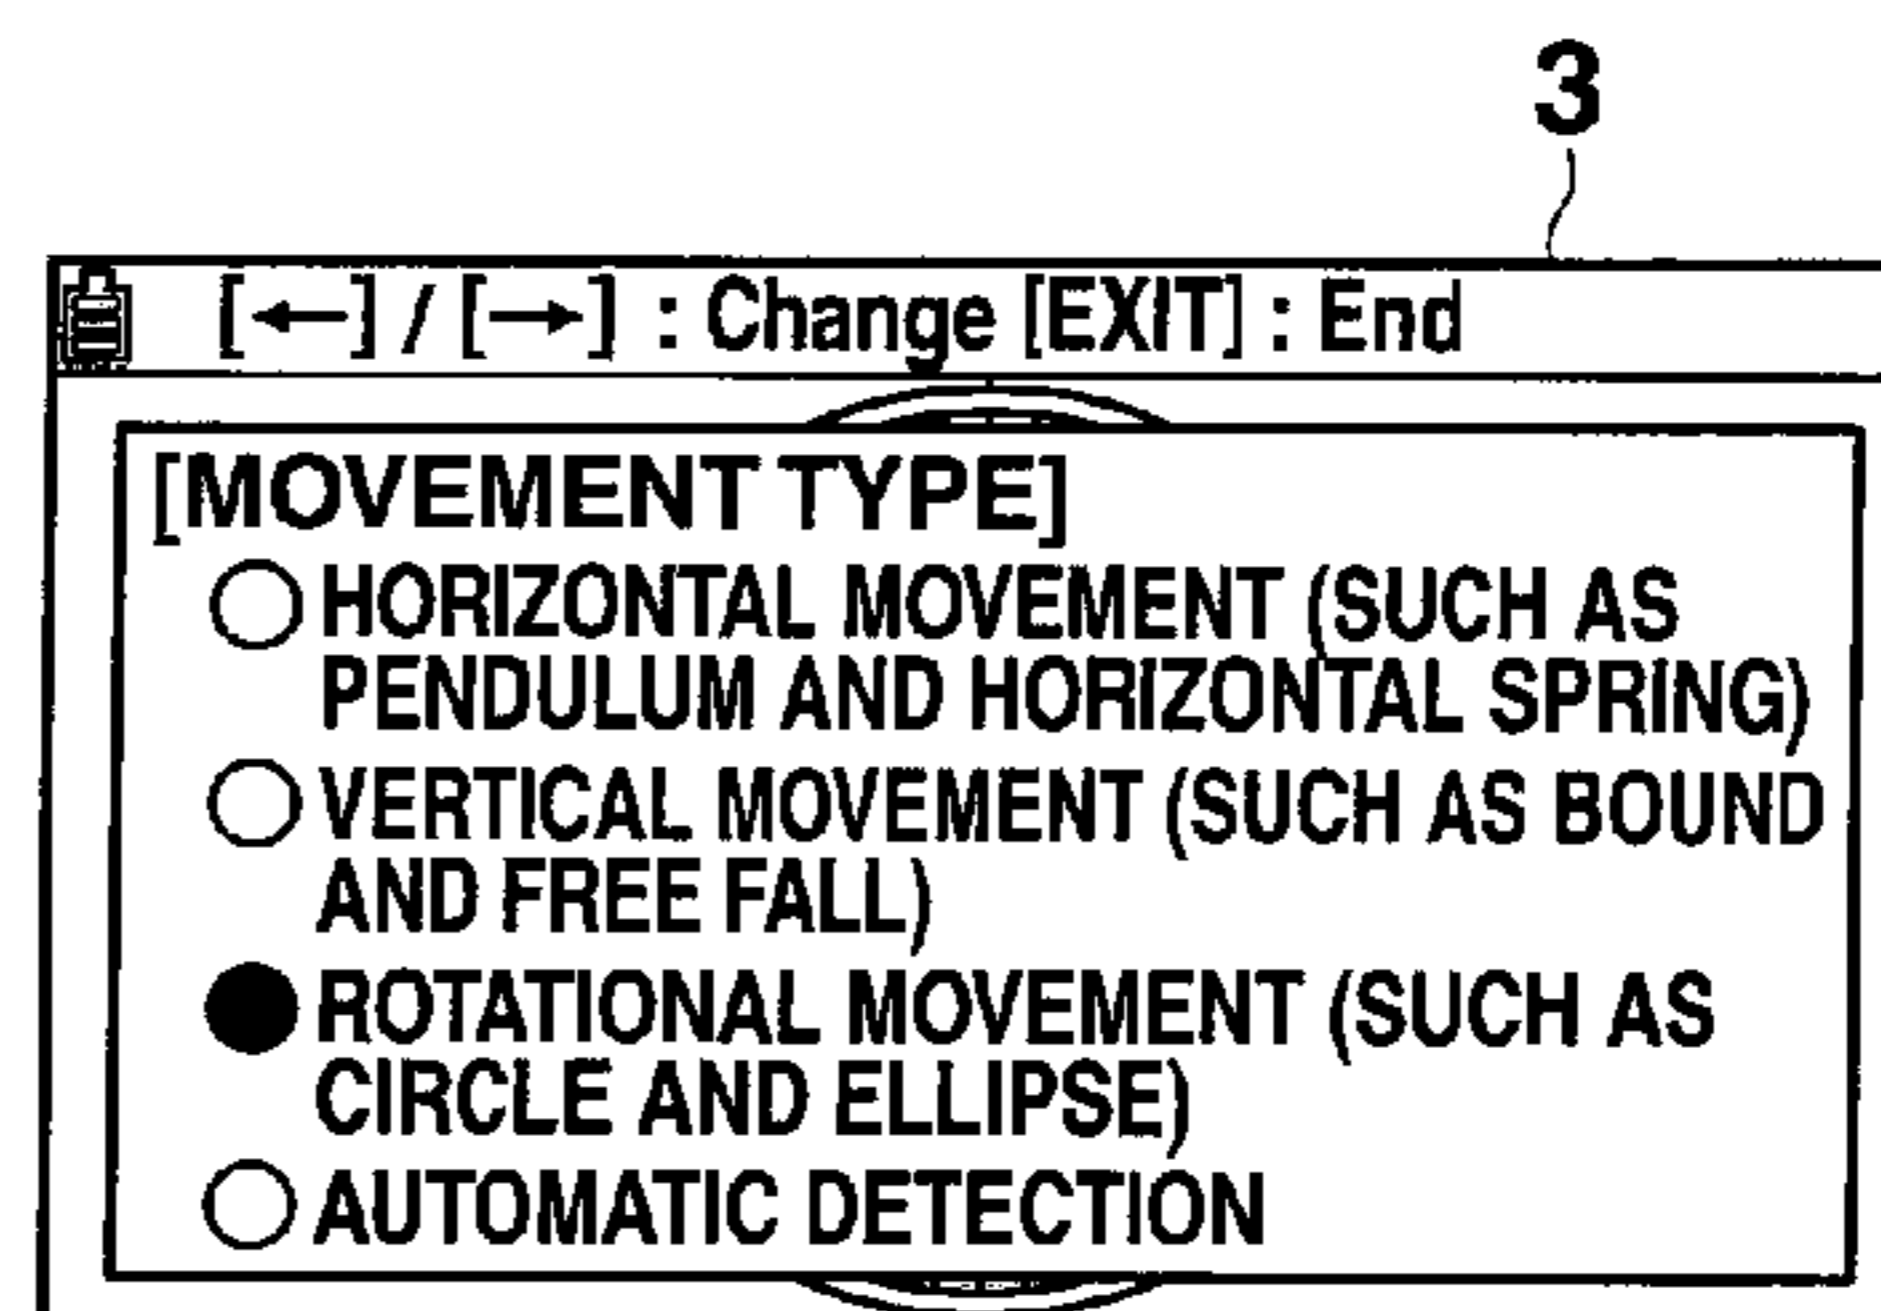 3
[←] / [→] : Change [EXIT] : End
[MOVEMENT TYPE]
HORIZONTAL MOVEMENT (SUCH AS
PENDULUM AND HORIZONTAL SPRING)
VERTICAL MOVEMENT (SUCH AS BOUND
AND FREE FALL)
ROTATIONAL MOVEMENT (SUCH AS
CIRCLE AND ELLIPSE)
AUTOMATIC DETECTION